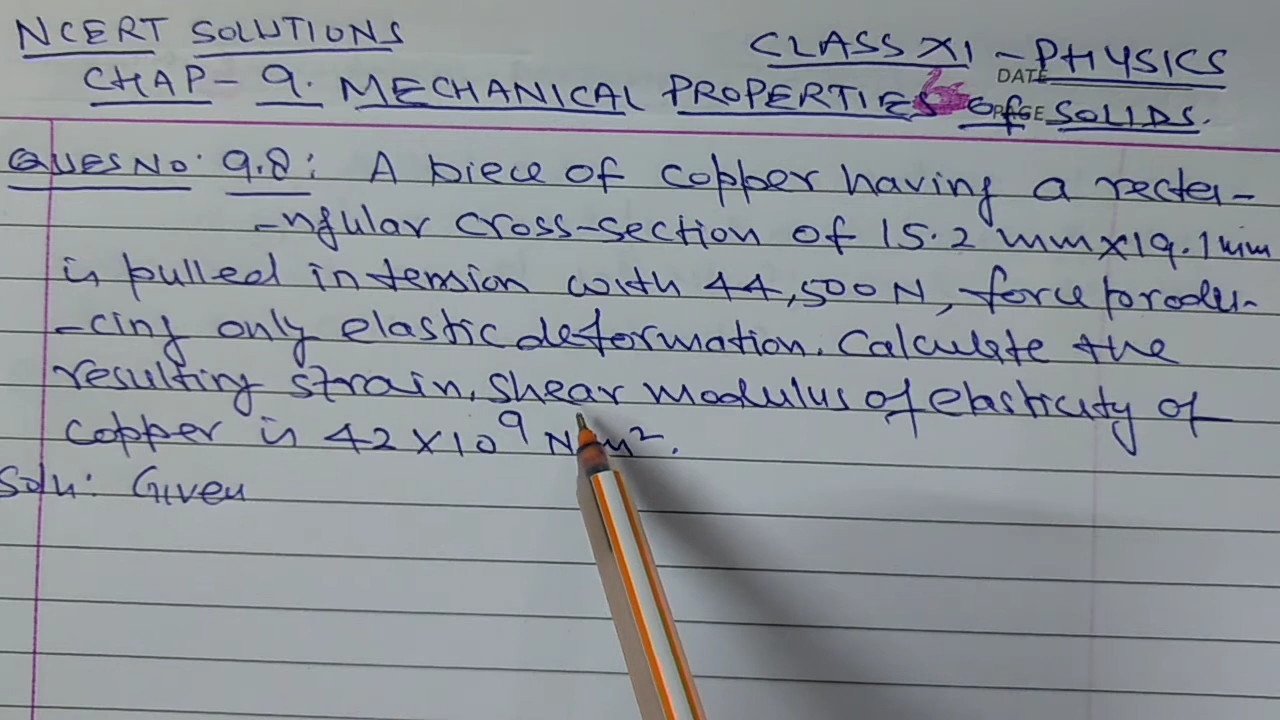 NCERT SOLUTIONS
CLASS XI - PHYSICS
DATE
CHAP- 9. MECHANICAL PROPERTIES of SOLIDS.
QUES No: 9.8: A piece of copper having a recta-
-ngular cross-section of 15.2 mm x 19.1 mm
is pulled in tension with 44,500 N, force produ-
-cing only elastic deformation. Calculate the
resulting strain, shear modulus of elasticity of
copper is 42 x 10⁹ N m².
Soln: Given